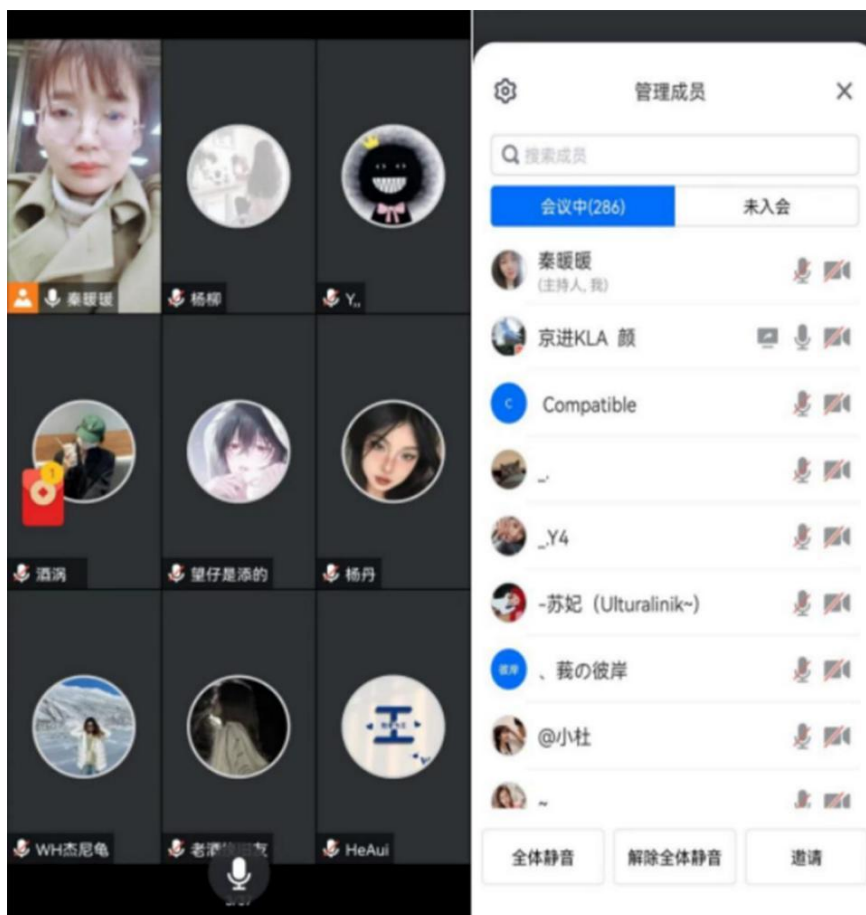 秦暖暖
杨柳
Y,,
1
酒涡
望仔是添的
杨丹
WH杰尼龟
HeAui
管理成员
搜索成员
会议中(286)
未入会
秦暖暖
(主持人, 我)
京进KLA 颜
C
Compatible
_.
_.Y4
-苏妃（Ulturalinik~)
彼岸
、莪の彼岸
@小杜
~
全体静音
解除全体静音
邀请